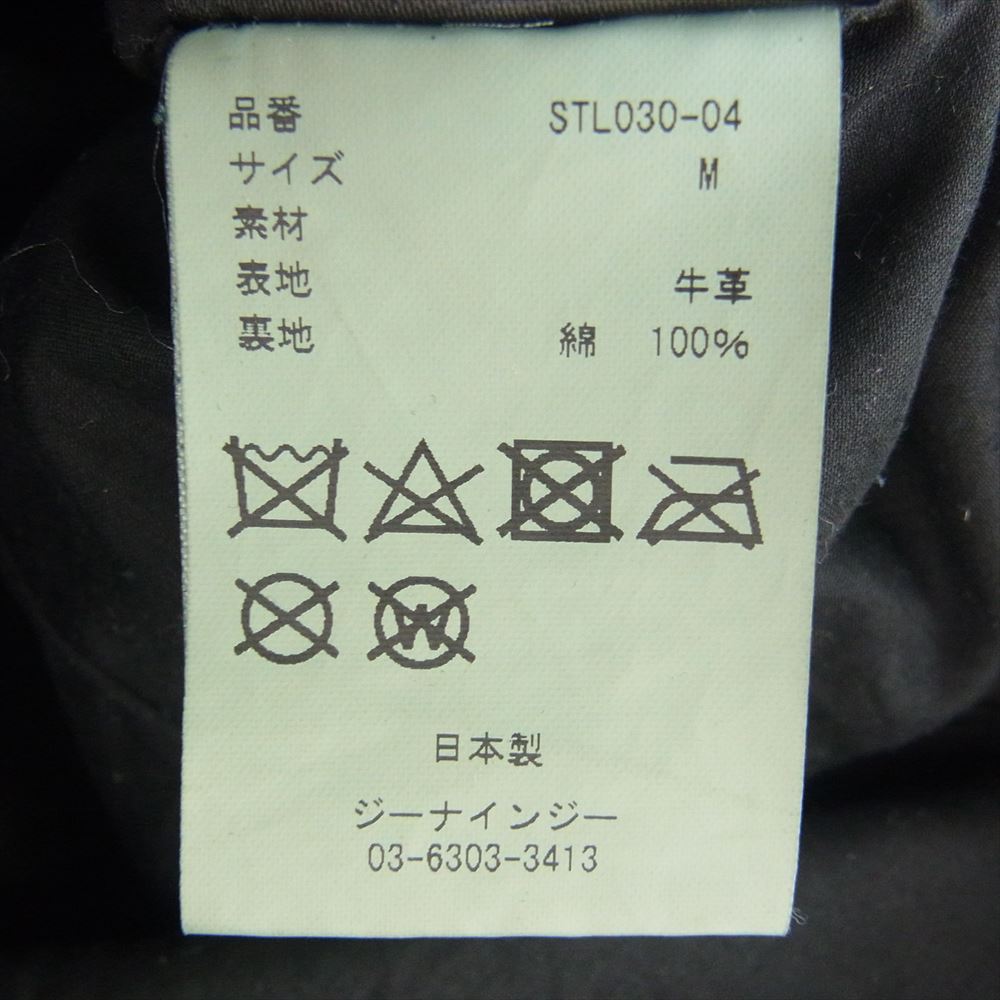 品番 STL030-04
サイズ M
素材
表地 牛革
裏地 綿 100%
W
日本製
ジーナインジー
03-6303-3413